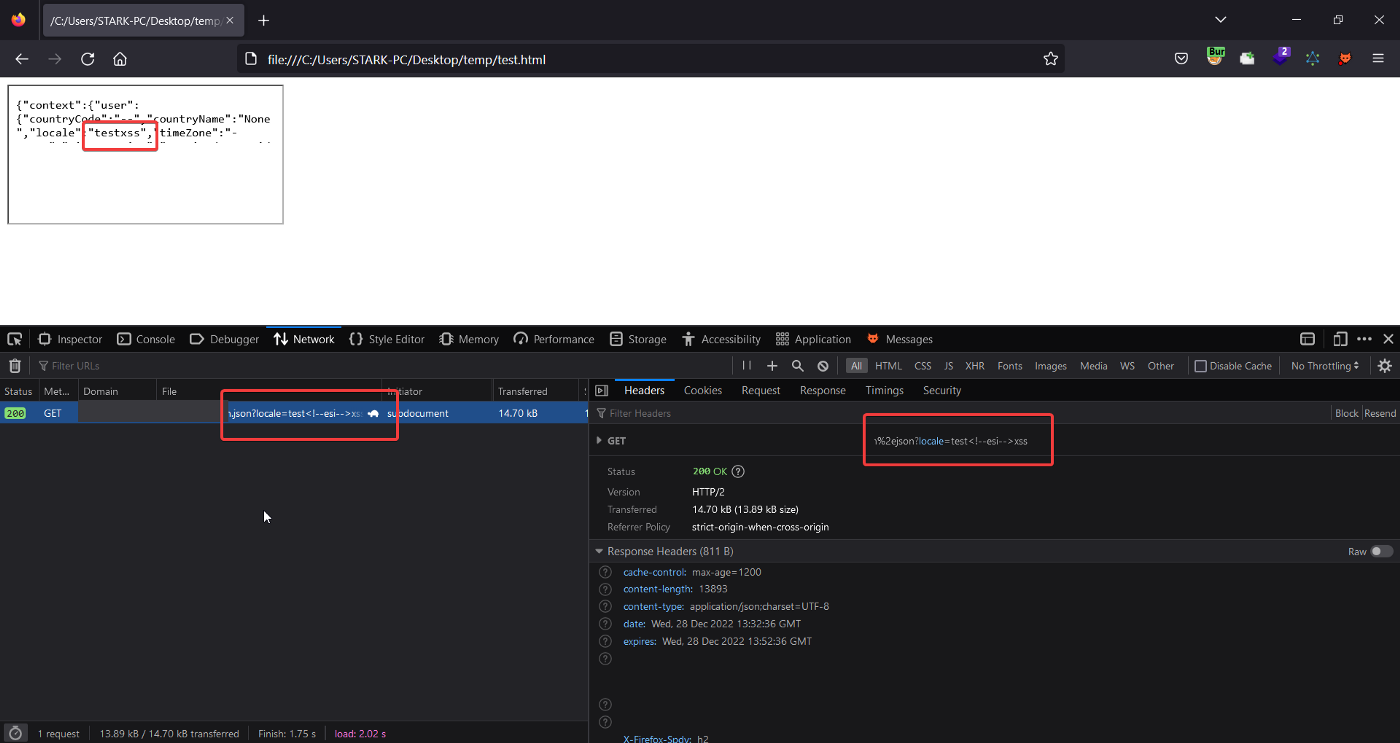 /C:/Users/STARK-PC/Desktop/temp/
file:///C:/Users/STARK-PC/Desktop/temp/test.html
Bur
2
{"context":{"user":
{"countryCode":"--","countryName":"None
","locale":"testxss","timeZone":"-
Inspector Console Debugger Network Style Editor Memory Performance Storage Accessibility Application Messages
Filter URLs
All HTML CSS JS XHR Fonts Images Media WS Other Disable Cache No Throttling
Status Met... Domain File Initiator Transferred S
Headers Cookies Request Response Timings Security
200 GET .json?locale=test<!--esi-->xss subdocument 14.70 kB 1
Filter Headers Block Resend
GET %2ejson?locale=test<!--esi-->xss
Status 200 OK
Version HTTP/2
Transferred 14.70 kB (13.89 kB size)
Referrer Policy strict-origin-when-cross-origin
Response Headers (811 B) Raw
cache-control: max-age=1200
content-length: 13893
content-type: application/json;charset=UTF-8
date: Wed, 28 Dec 2022 13:32:36 GMT
expires: Wed, 28 Dec 2022 13:52:36 GMT
X-Firefox-Spdy: h2
1 request 13.89 kB / 14.70 kB transferred Finish: 1.75 s load: 2.02 s